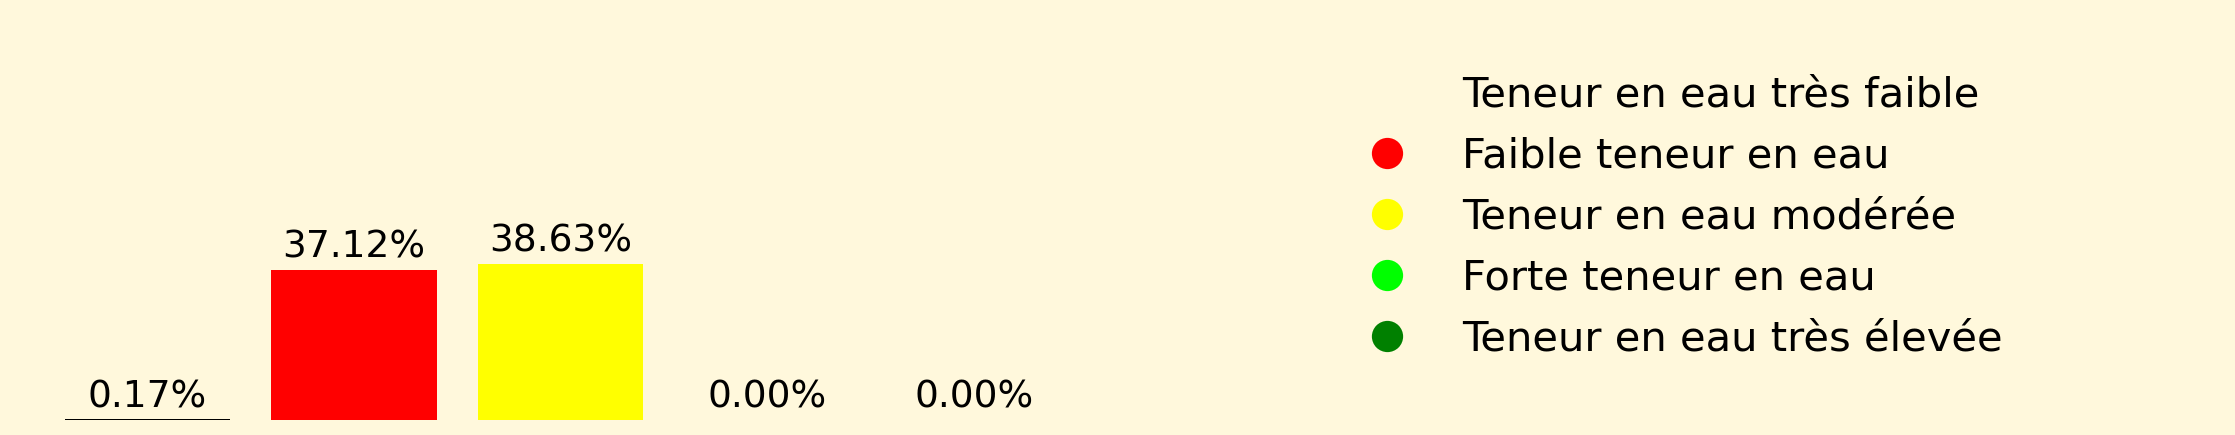 0.17%
37.12%
38.63%
0.00%
0.00%
Teneur en eau très faible
Faible teneur en eau
Teneur en eau modérée
Forte teneur en eau
Teneur en eau très élevée